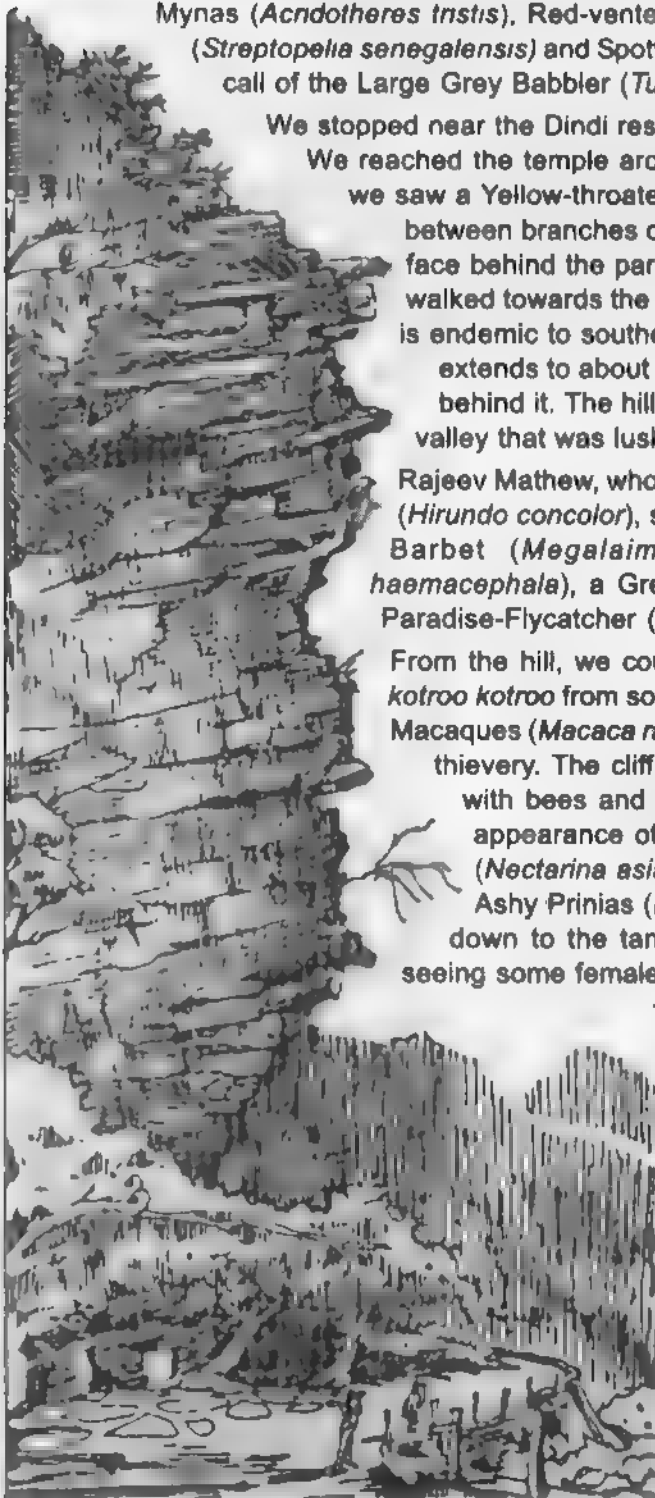 Mynas (Acridotheres tristis), Red-vente
(Streptopelia senegalensis) and Spott
call of the Large Grey Babbler (Tu
We stopped near the Dindi res
We reached the temple aro
we saw a Yellow-throate
between branches o
face behind the par
walked towards the
is endemic to southe
extends to about
behind it. The hill
valley that was lush
Rajeev Mathew, who
(Hirundo concolor), s
Barbet (Megalaim
haemacephala), a Gre
Paradise-Flycatcher (
From the hill, we cou
kotroo kotroo from so
Macaques (Macaca
thievery. The cliff
with bees and
appearance of
(Nectarina asia
Ashy Prinias (
down to the tan
seeing some female